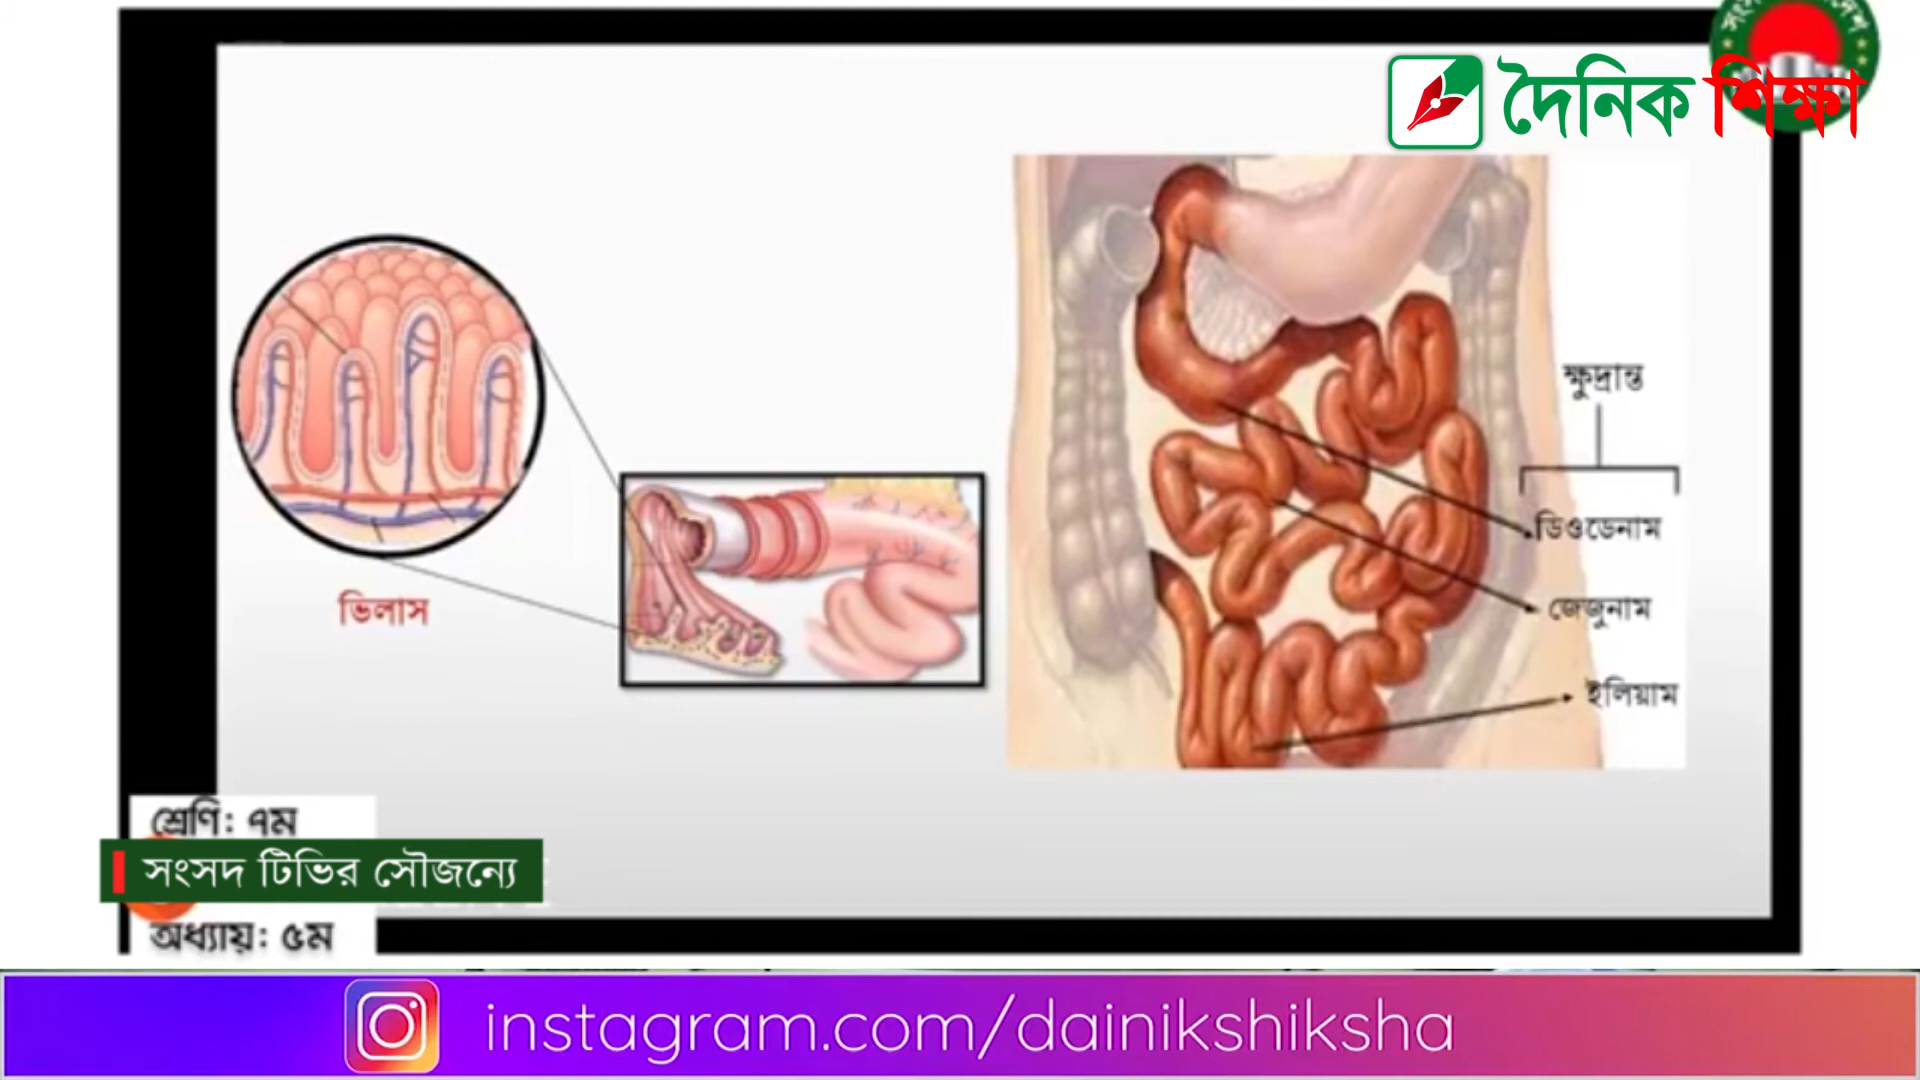 দৈনিক শিক্ষা
ক্ষুদ্রান্ত
ডিওডেনাম
জেজুনাম
ইলিয়াম
ভিলাস
শ্রেণি: ৭ম
সংসদ টিভির সৌজন্যে
অধ্যায়: ৫ম
instagram.com/dainikshiksha